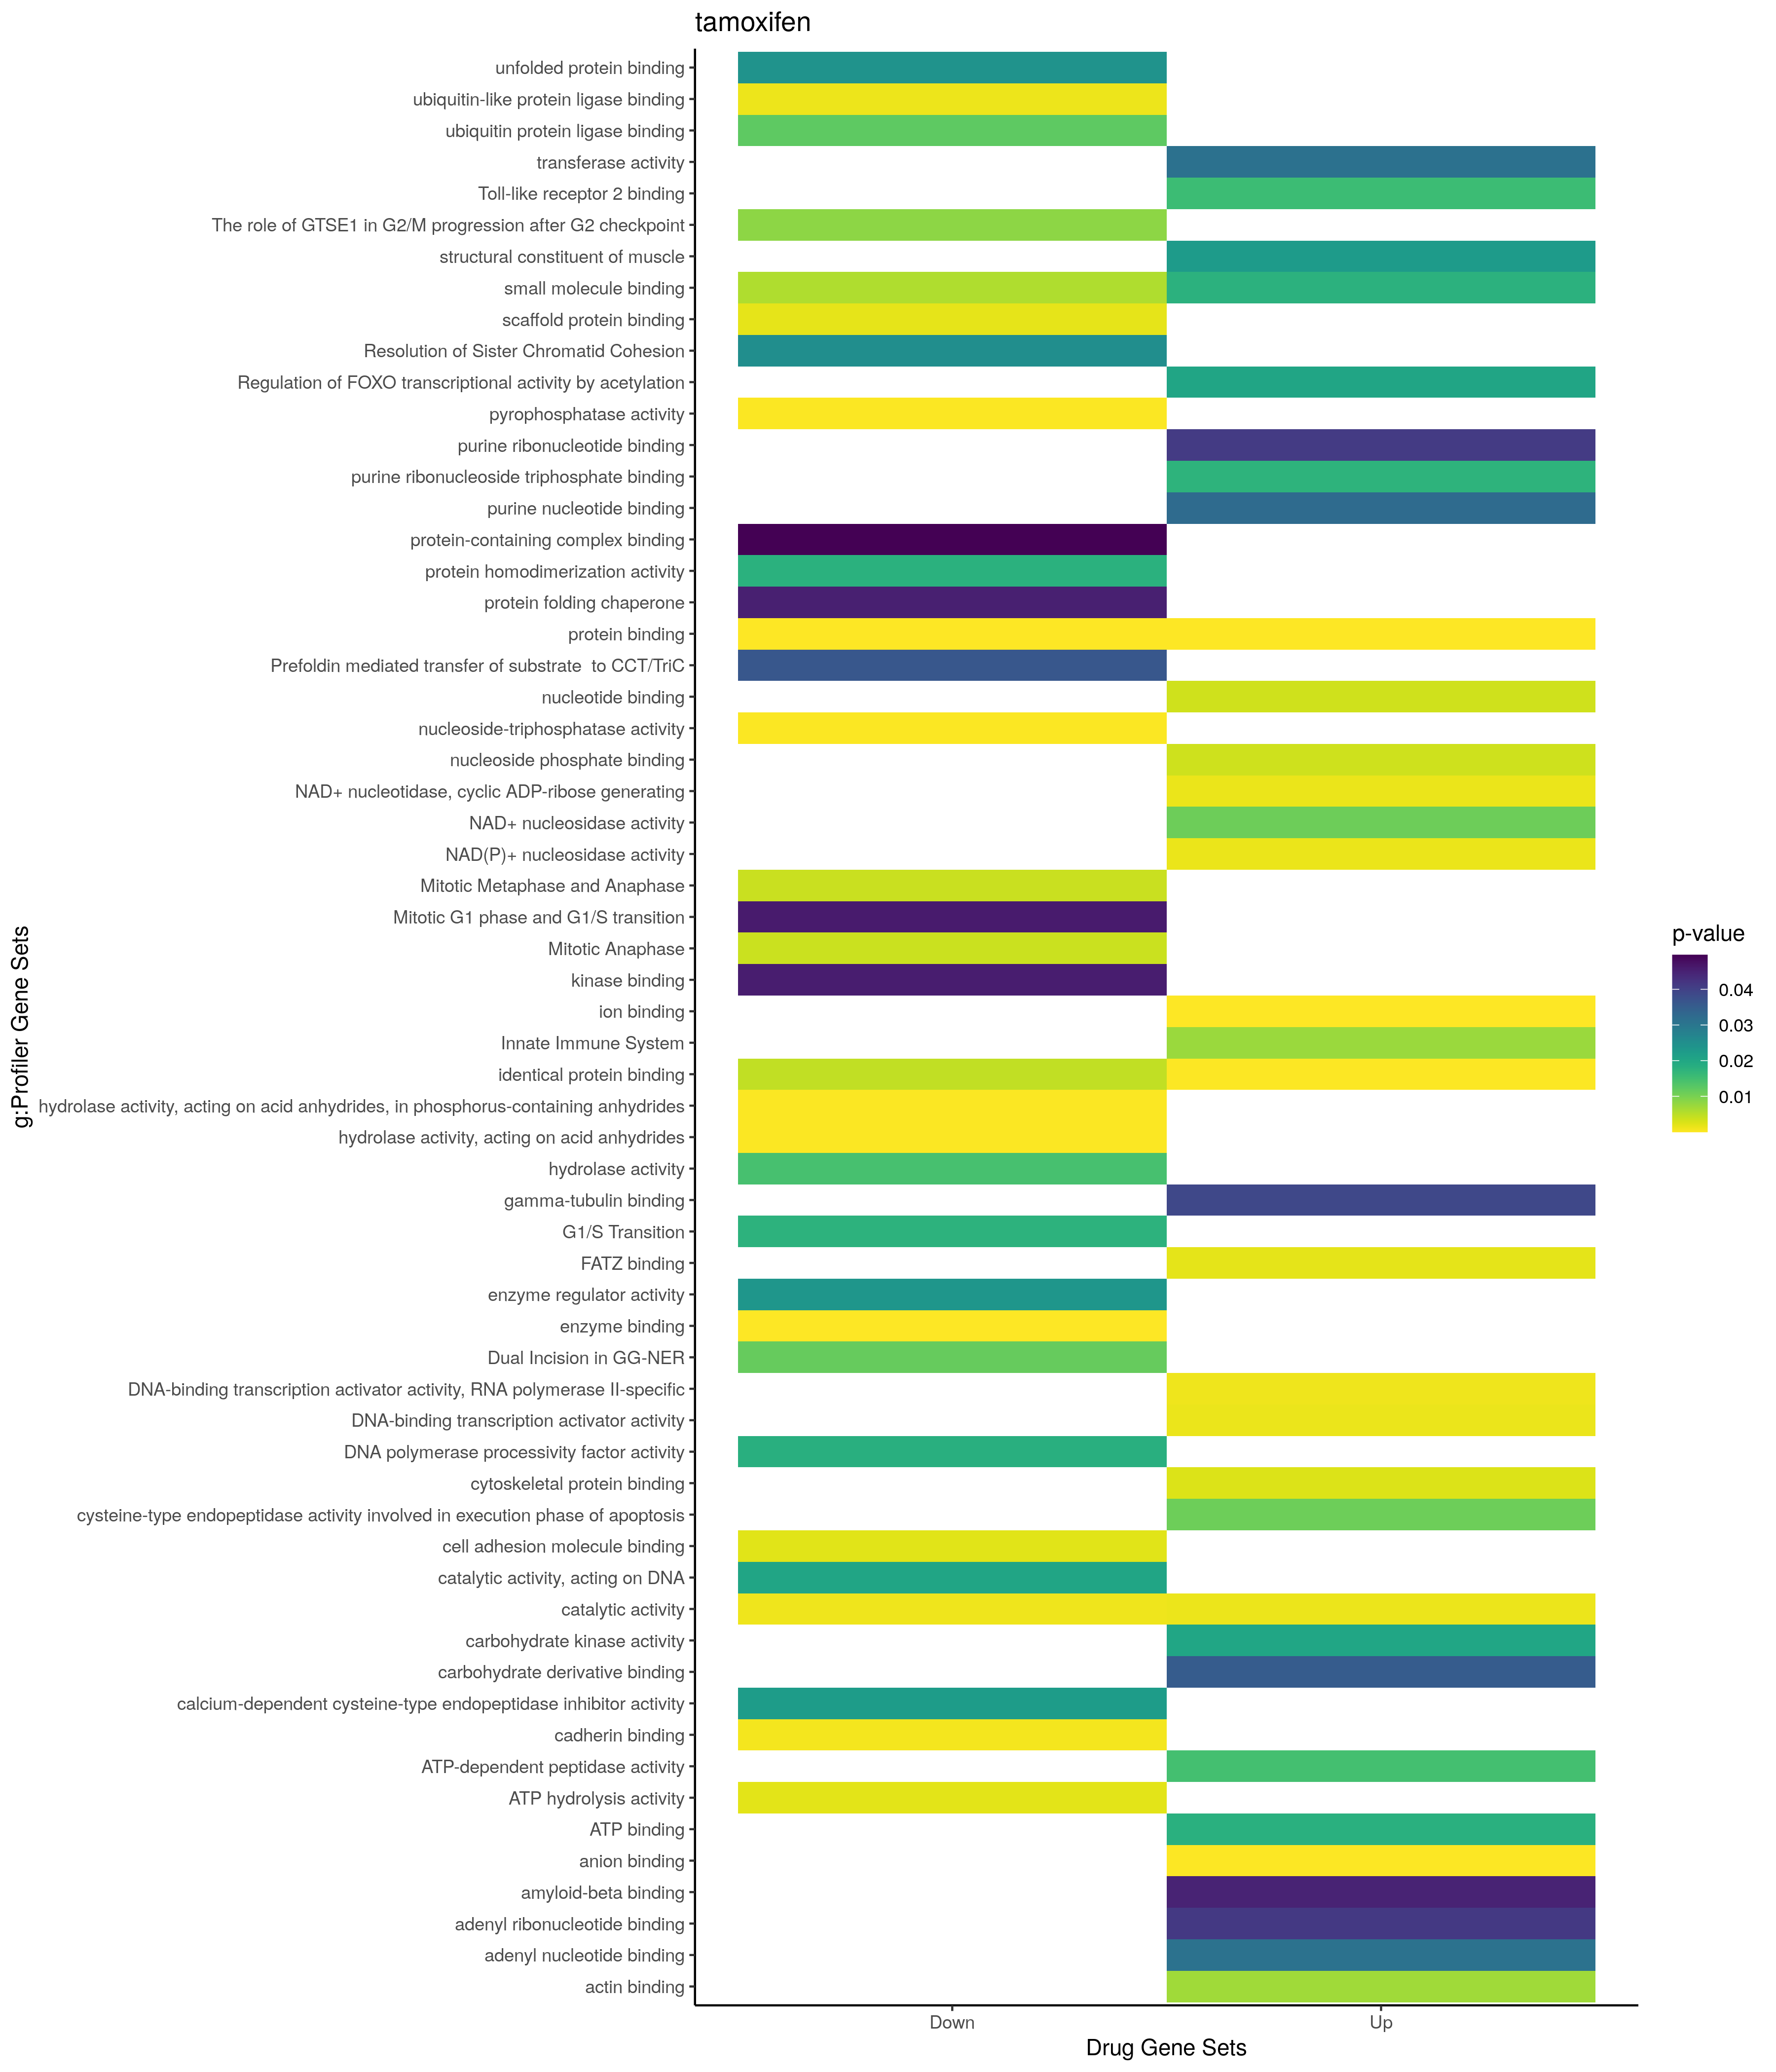 tamoxifen
unfolded protein binding
ubiquitin-like protein ligase binding
ubiquitin protein ligase binding
transferase activity
Toll-like receptor 2 binding
The role of GTSE1 in G2/M progression after G2 checkpoint
structural constituent of muscle
small molecule binding
scaffold protein binding
Resolution of Sister Chromatid Cohesion
Regulation of FOXO transcriptional activity by acetylation
pyrophosphatase activity
purine ribonucleotide binding
purine ribonucleoside triphosphate binding
purine nucleotide binding
protein-containing complex binding
protein homodimerization activity
protein folding chaperone
protein binding
Prefoldin mediated transfer of substrate  to CCT/TriC
nucleotide binding
nucleoside-triphosphatase activity
nucleoside phosphate binding
NAD+ nucleotidase, cyclic ADP-ribose generating
NAD+ nucleosidase activity
NAD(P)+ nucleosidase activity
Mitotic Metaphase and Anaphase
Mitotic G1 phase and G1/S transition
Mitotic Anaphase
kinase binding
ion binding
Innate Immune System
identical protein binding
hydrolase activity, acting on acid anhydrides, in phosphorus-containing anhydrides
hydrolase activity, acting on acid anhydrides
hydrolase activity
gamma-tubulin binding
G1/S Transition
FATZ binding
enzyme regulator activity
enzyme binding
Dual Incision in GG-NER
DNA-binding transcription activator activity, RNA polymerase II-specific
DNA-binding transcription activator activity
DNA polymerase processivity factor activity
cytoskeletal protein binding
cysteine-type endopeptidase activity involved in execution phase of apoptosis
cell adhesion molecule binding
catalytic activity, acting on DNA
catalytic activity
carbohydrate kinase activity
carbohydrate derivative binding
calcium-dependent cysteine-type endopeptidase inhibitor activity
cadherin binding
ATP-dependent peptidase activity
ATP hydrolysis activity
ATP binding
anion binding
amyloid-beta binding
adenyl ribonucleotide binding
adenyl nucleotide binding
actin binding
g:Profiler Gene Sets
Down
Up
Drug Gene Sets
p-value
0.04
0.03
0.02
0.01